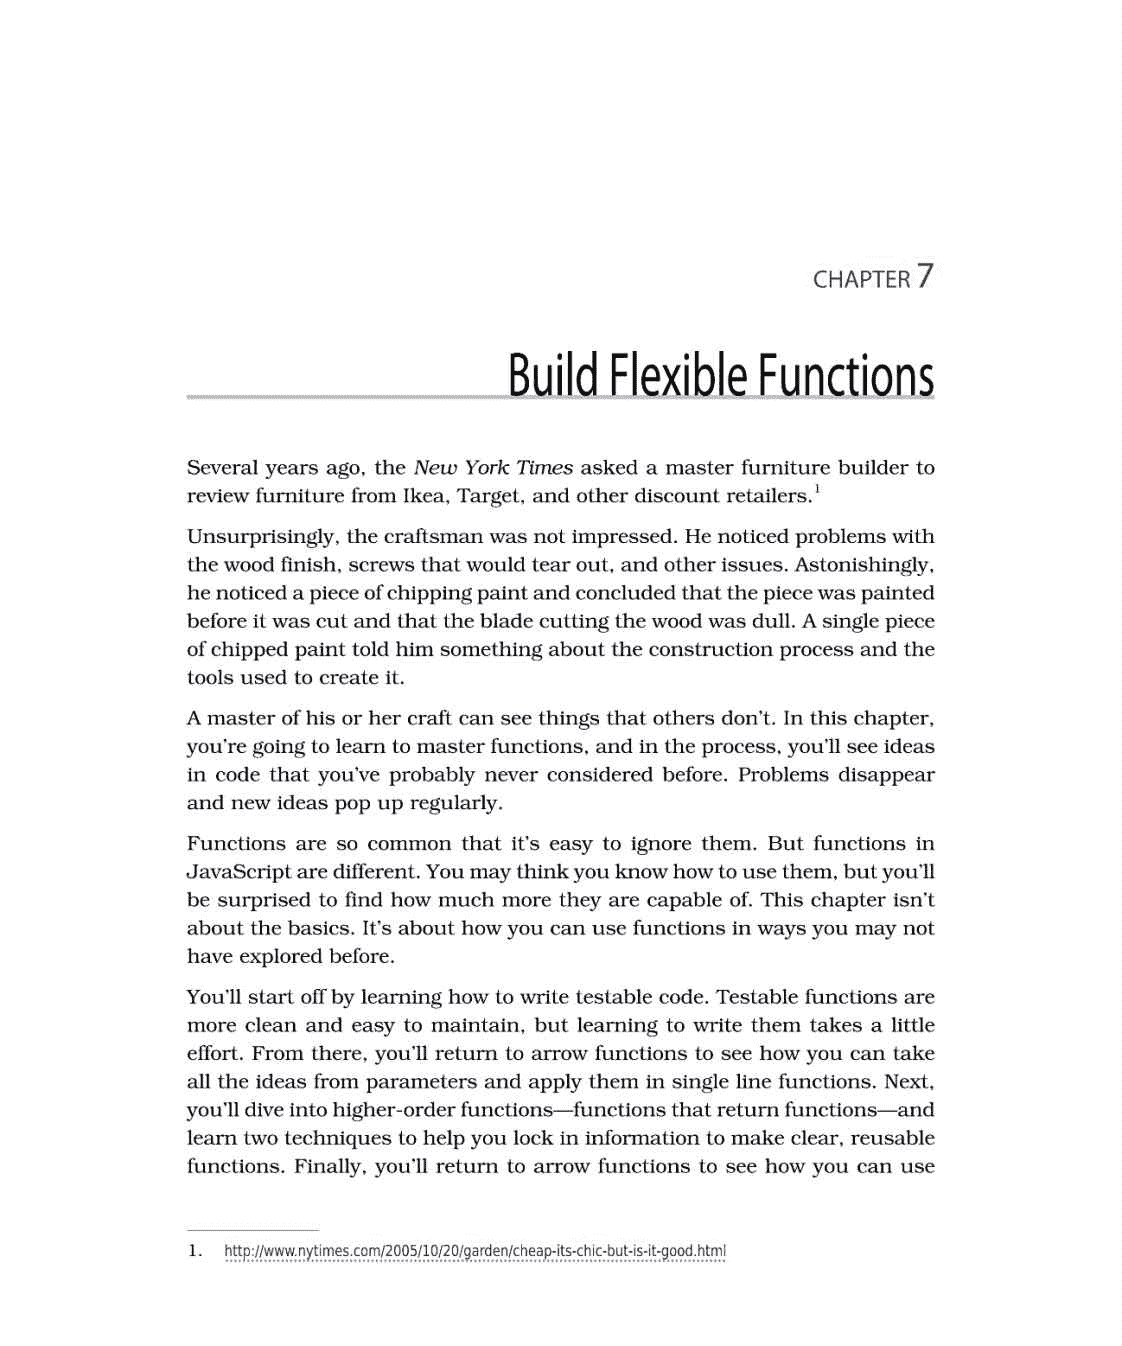 CHAPTER 7
Build Flexible Functions
Several years ago, the New York Times asked a master furniture builder to
review furniture from Ikea, Target, and other discount retailers.1
Unsurprisingly, the craftsman was not impressed. He noticed problems with
the wood finish, screws that would tear out, and other issues. Astonishingly,
he noticed a piece of chipping paint and concluded that the piece was painted
before it was cut and that the blade cutting the wood was dull. A single piece
of chipped paint told him something about the construction process and the
tools used to create it.
A master of his or her craft can see things that others don’t. In this chapter,
you’re going to learn to master functions, and in the process, you’ll see ideas
in code that you’ve probably never considered before. Problems disappear
and new ideas pop up regularly.
Functions are so common that it’s easy to ignore them. But functions in
JavaScript are different. You may think you know how to use them, but you’ll
be surprised to find how much more they are capable of. This chapter isn’t
about the basics. It’s about how you can use functions in ways you may not
have explored before.
You’ll start off by learning how to write testable code. Testable functions are
more clean and easy to maintain, but learning to write them takes a little
effort. From there, you’ll return to arrow functions to see how you can take
all the ideas from parameters and apply them in single line functions. Next,
you’ll dive into higher-order functions—functions that return functions—and
learn two techniques to help you lock in information to make clear, reusable
functions. Finally, you’ll return to arrow functions to see how you can use
1. http://www.nytimes.com/2005/10/20/garden/cheap-its-chic-but-is-it-good.html